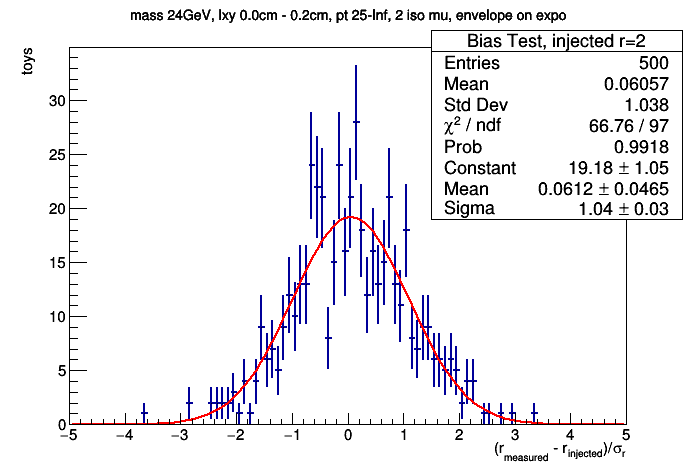 mass 24GeV, lxy 0.0cm - 0.2cm, pt 25-Inf, 2 iso mu, envelope on expo
toys
Bias Test, injected r=2
Entries 500
Mean 0.06057
Std Dev 1.038
χ² / ndf 66.76 / 97
Prob 0.9918
Constant 19.18 ± 1.05
Mean 0.0612 ± 0.0465
Sigma 1.04 ± 0.03
30
25
20
15
10
5
0
−5 −4 −3 −2 −1 0 1 2 3 4 5
(r_measured - r_injected)/σ_r